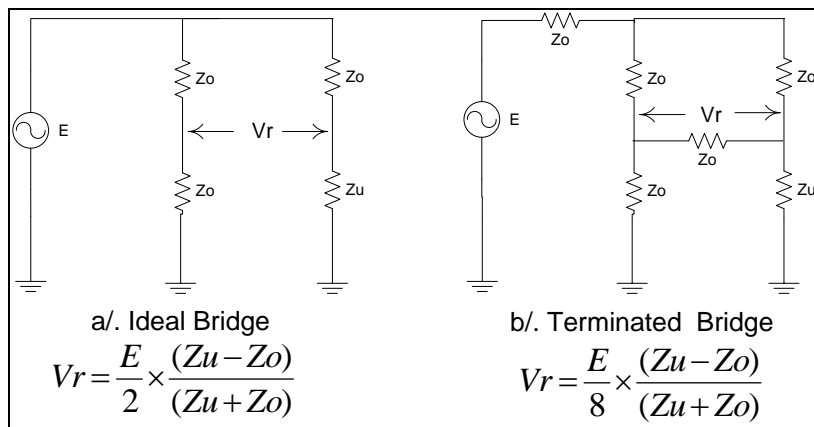 Zo
Zo
Zo
E
Vr
Zo
Zu
a/. Ideal Bridge
Vr = E/2 × (Zu − Zo)/(Zu + Zo)
Zo
Zo
Zo
E
Vr
Zo
Zo
Zu
b/. Terminated Bridge
Vr = E/8 × (Zu − Zo)/(Zu + Zo)